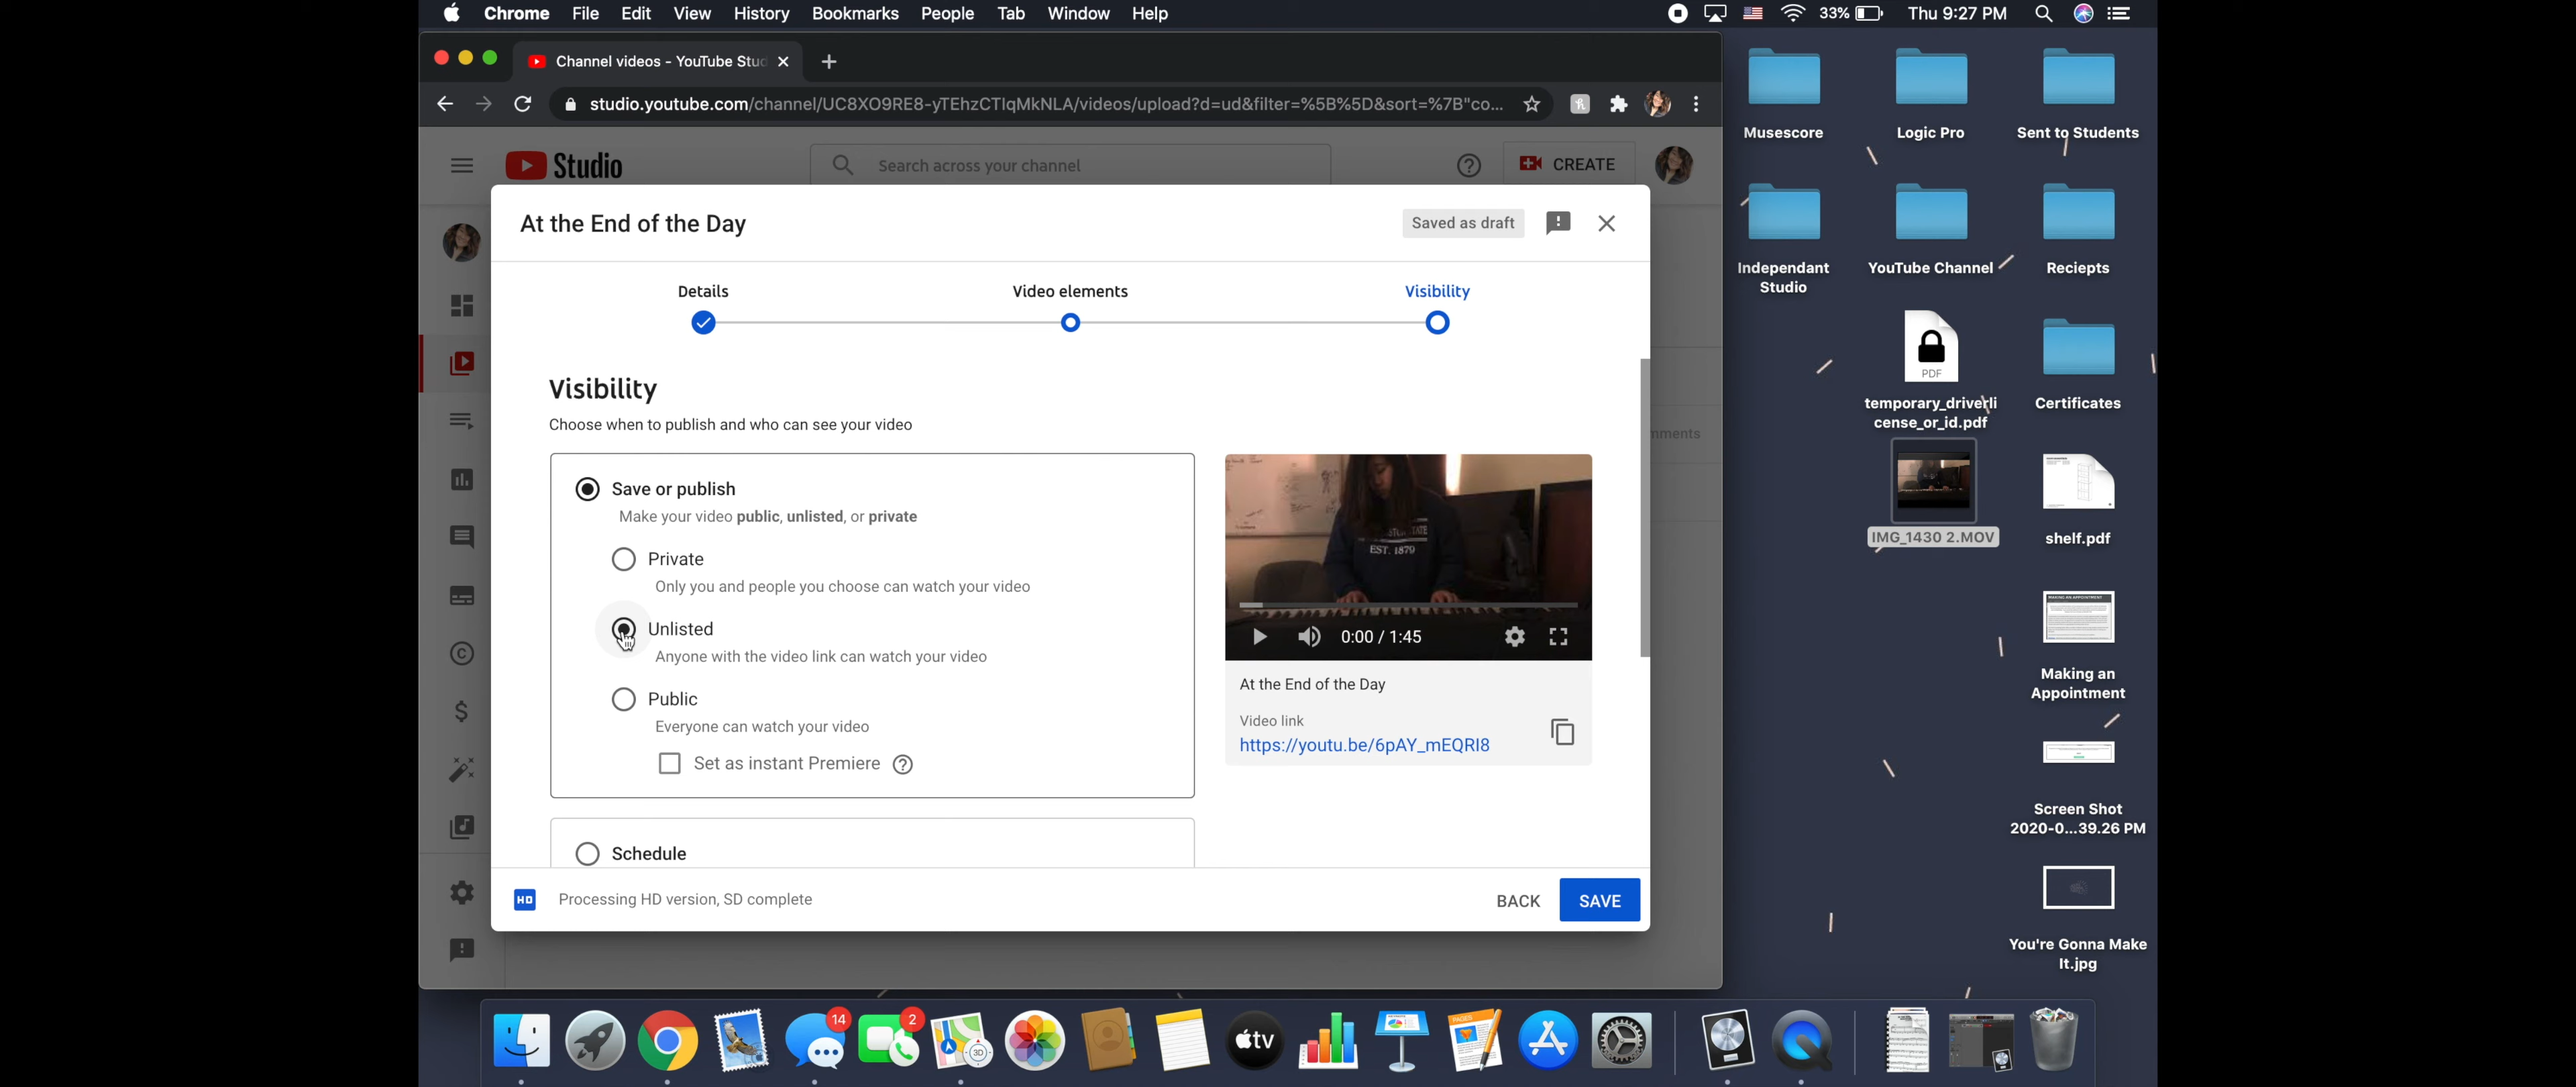 Chrome File Edit View History Bookmarks People Tab Window Help 33% Thu 9:27 PM
Channel videos - YouTube Stud
studio.youtube.com/channel/UC8XO9RE8-yTEhzCTIqMkNLA/videos/upload?d=ud&filter=%5B%5D&sort=%7B"co...
Studio Search across your channel CREATE
At the End of the Day Saved as draft
Details Video elements Visibility
Visibility
Choose when to publish and who can see your video
Save or publish
Make your video public, unlisted, or private
Private
Only you and people you choose can watch your video
Unlisted
Anyone with the video link can watch your video
Public
Everyone can watch your video
Set as instant Premiere
Schedule
EST. 1879
0:00 / 1:45
At the End of the Day
Video link
https://youtu.be/6pAY_mEQRI8
HD Processing HD version, SD complete BACK SAVE
Musescore Logic Pro Sent to Students
Independant
Studio
YouTube Channel
Reciepts
PDF
temporary_driverli
cense_or_id.pdf
Certificates
IMG_1430 2.MOV
shelf.pdf
Making an
Appointment
Screen Shot
2020-0...39.26 PM
You're Gonna Make
It.jpg
14 2 3D tv PAGES